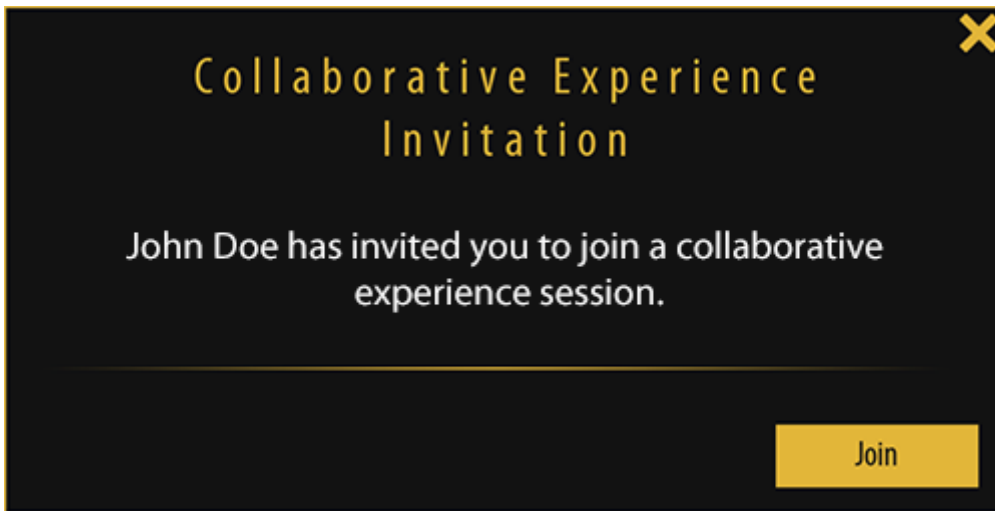 Collaborative Experience
Invitation
John Doe has invited you to join a collaborative
experience session.
Join